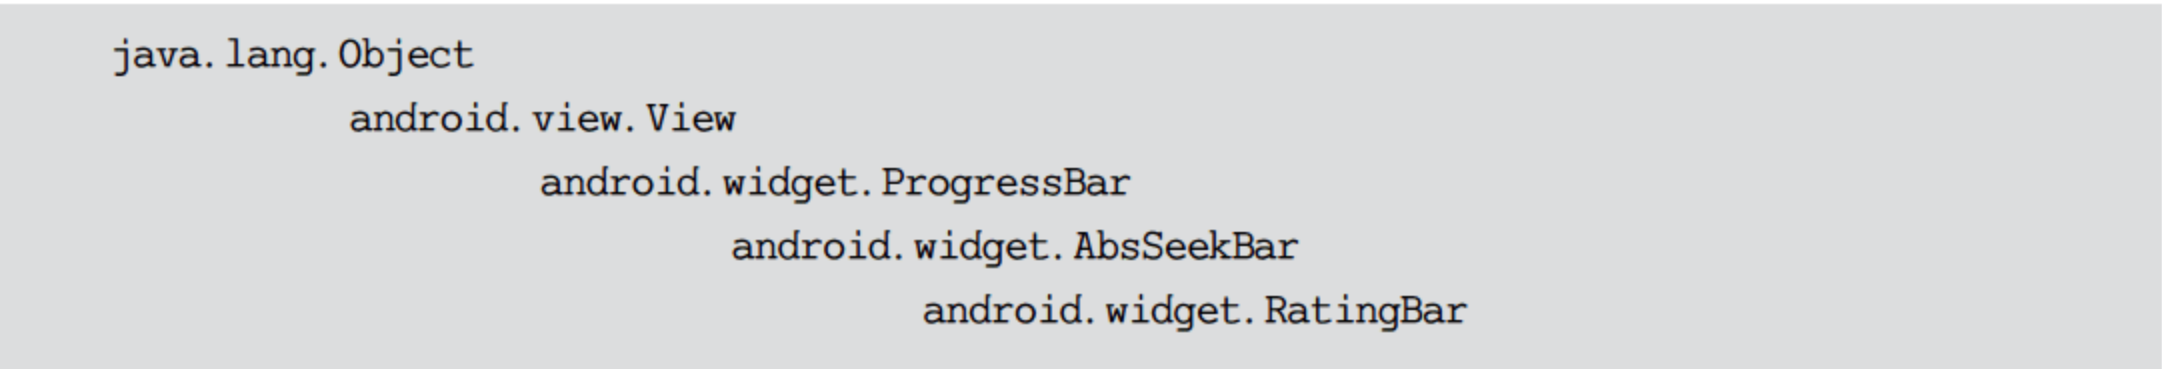 java.lang.Object
android.view.View
android.widget.ProgressBar
android.widget.AbsSeekBar
android.widget.RatingBar